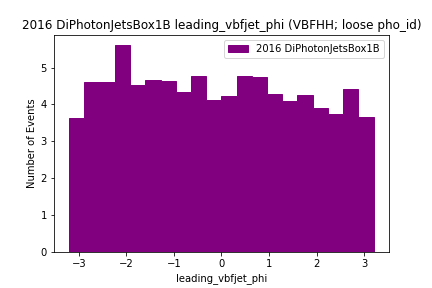 2016 DiPhotonJetsBox1B leading_vbfjet_phi (VBFHH; loose pho_id)
2016 DiPhotonJetsBox1B
Number of Events
5
4
3
2
1
0
−3 −2 −1 0 1 2 3
leading_vbfjet_phi